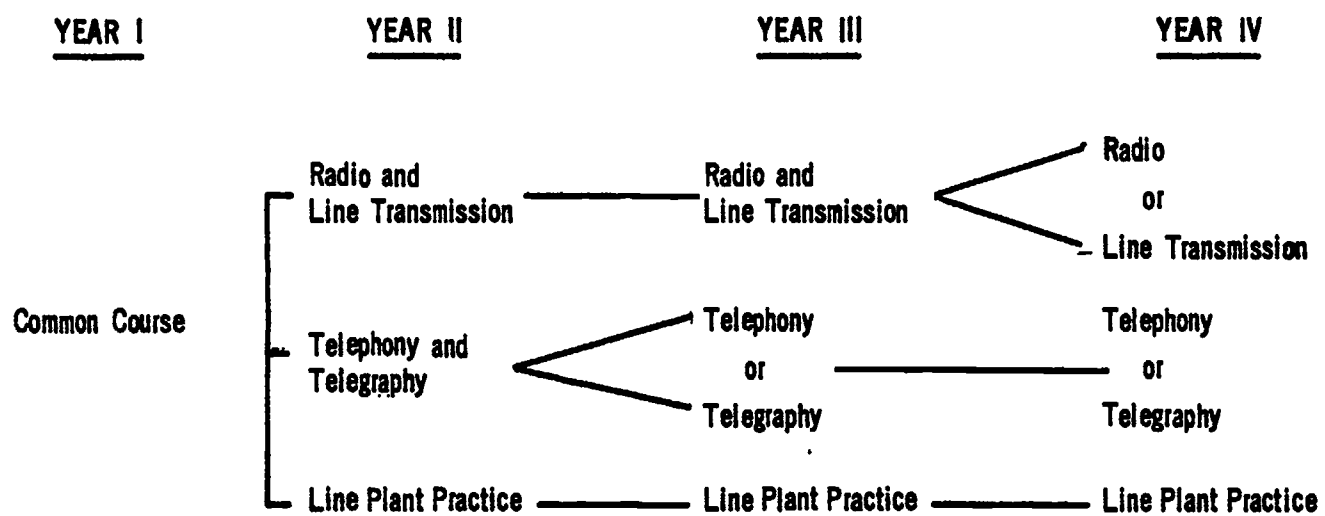 YEAR I YEAR II YEAR III YEAR IV
Radio and
Line Transmission
Radio and
Line Transmission
Radio
or
Line Transmission
Common Course
Telephony and
Telegraphy
Telephony
or
Telegraphy
Telephony
or
Telegraphy
Line Plant Practice Line Plant Practice Line Plant Practice